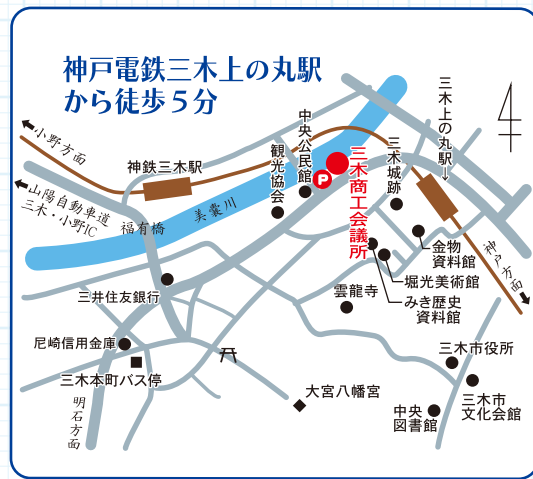 神戸電鉄三木上の丸駅
から徒歩５分
小野方面
山陽自動車道
三木・小野IC
神鉄三木駅
福有橋
美嚢川
観光協会
中央公民館
P
三木商工会議所
三木城跡
三木上の丸駅→
4
金物
資料館
堀光美術館
みき歴史
資料館
神戸方面
雲龍寺
三井住友銀行
尼崎信用金庫
三木本町バス停
明石方面
大宮八幡宮
三木市役所
三木市
文化会館
中央
図書館